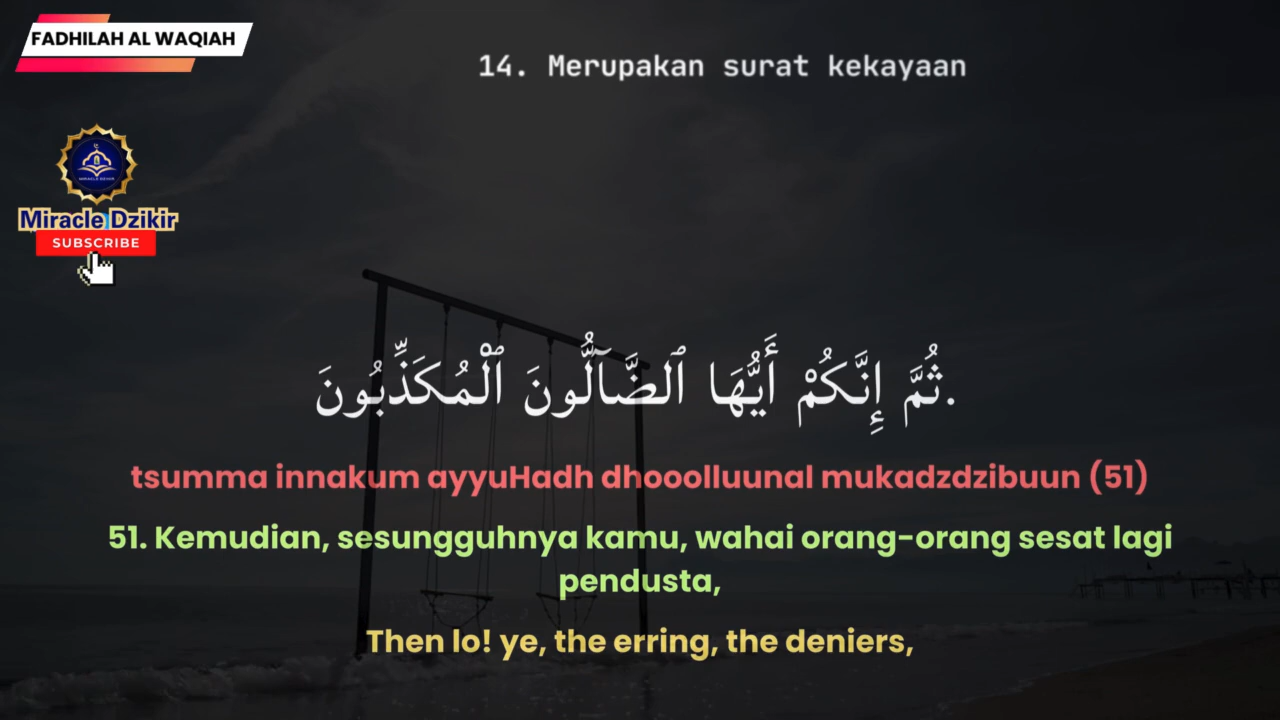 FADHILAH AL WAQIAH
14. Merupakan surat kekayaan
Miracle Dzikir
SUBSCRIBE
ثُمَّ إِنَّكُمْ أَيُّهَا ٱلضَّآلُّونَ ٱلْمُكَذِّبُونَ.
tsumma innakum ayyuHadh dhooolluunal mukadzdzibuun (51)
51. Kemudian, sesungguhnya kamu, wahai orang-orang sesat lagi
pendusta,
Then lo! ye, the erring, the deniers,